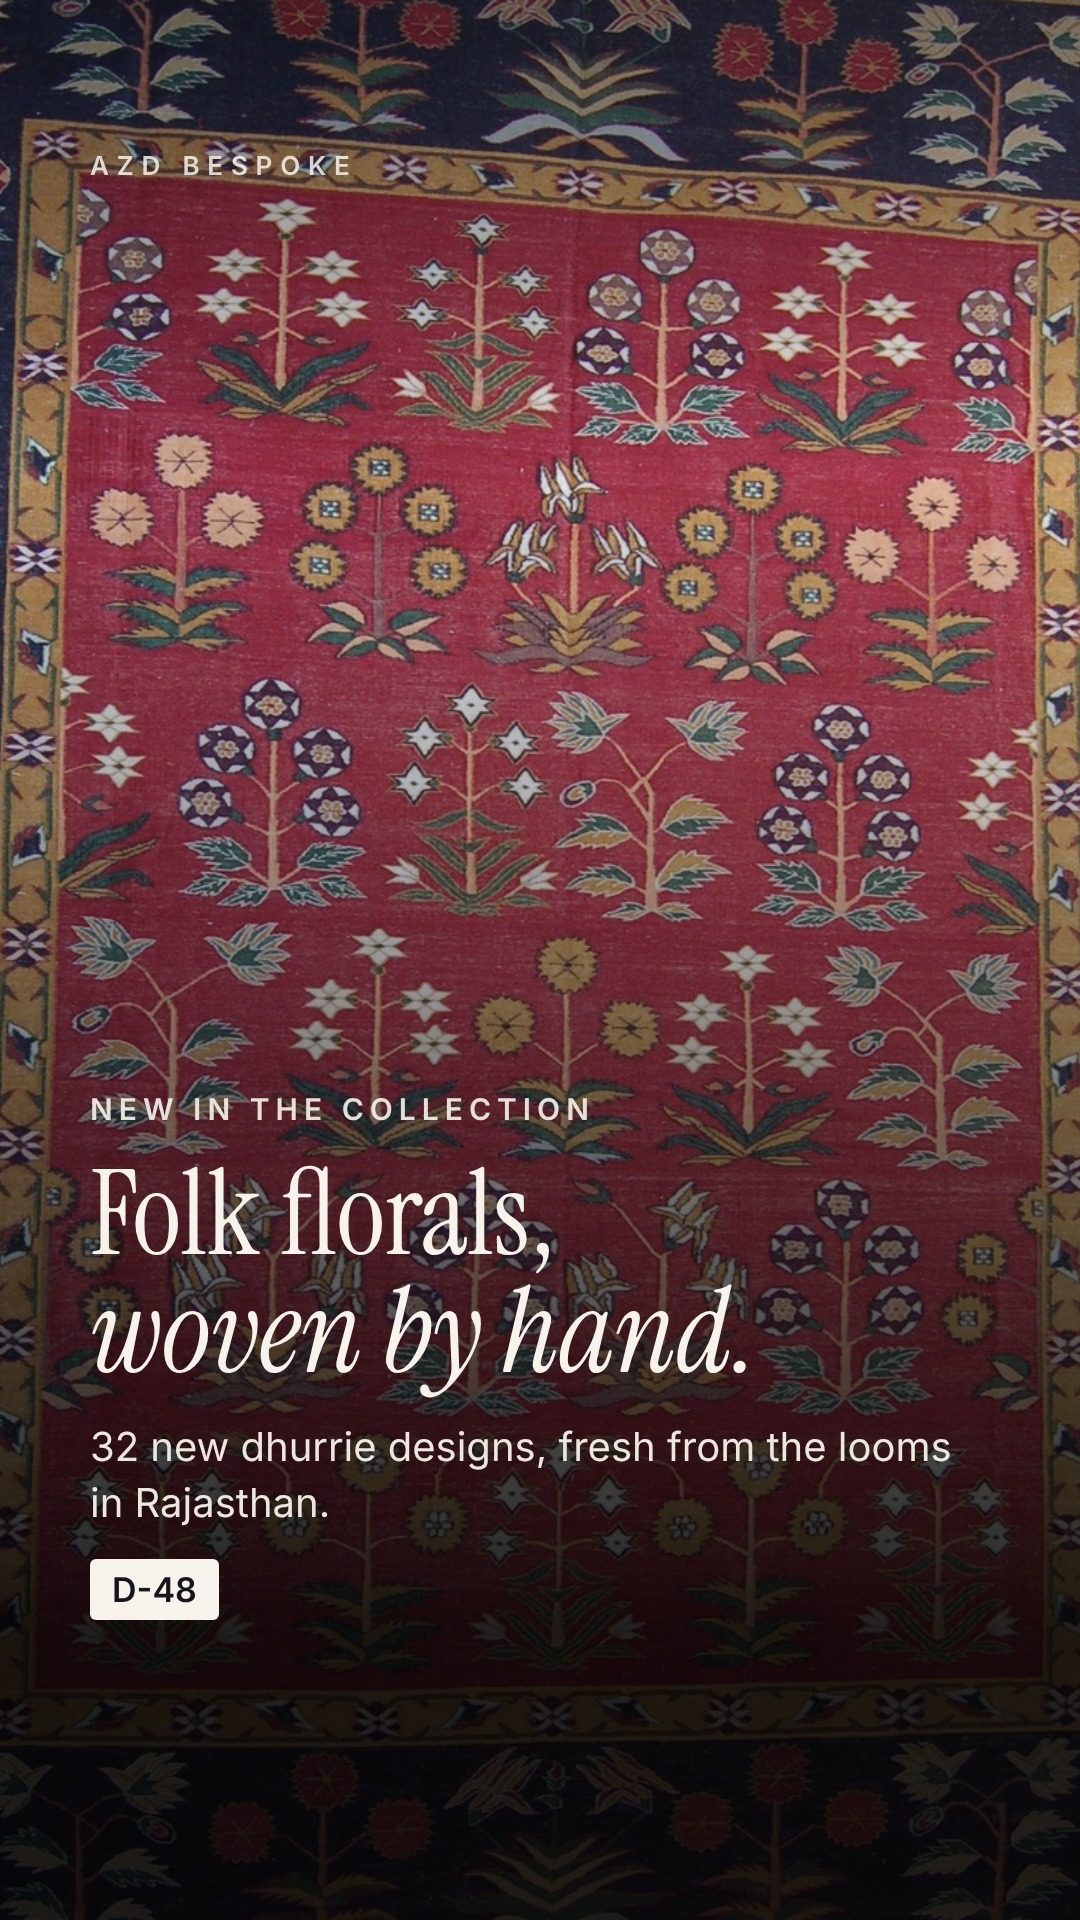 AZD BESPOKE
NEW IN THE COLLECTION
Folk florals,
woven by hand.
32 new dhurrie designs, fresh from the looms
in Rajasthan.
D-48